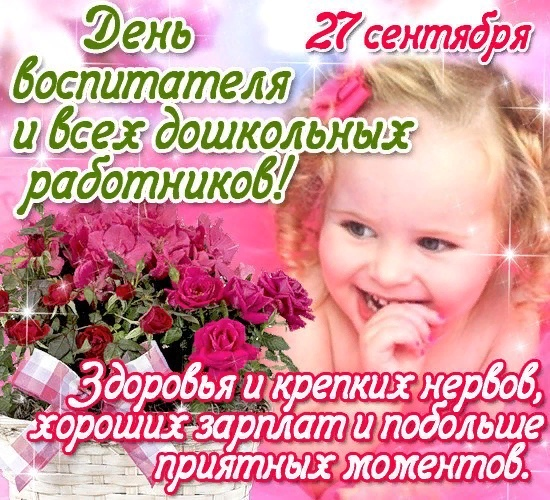 День
27 сентября
воспитателя
и всех дошкольных
работников!
Здоровья и крепких нервов,
хороших зарплат и побольше
приятных моментов.